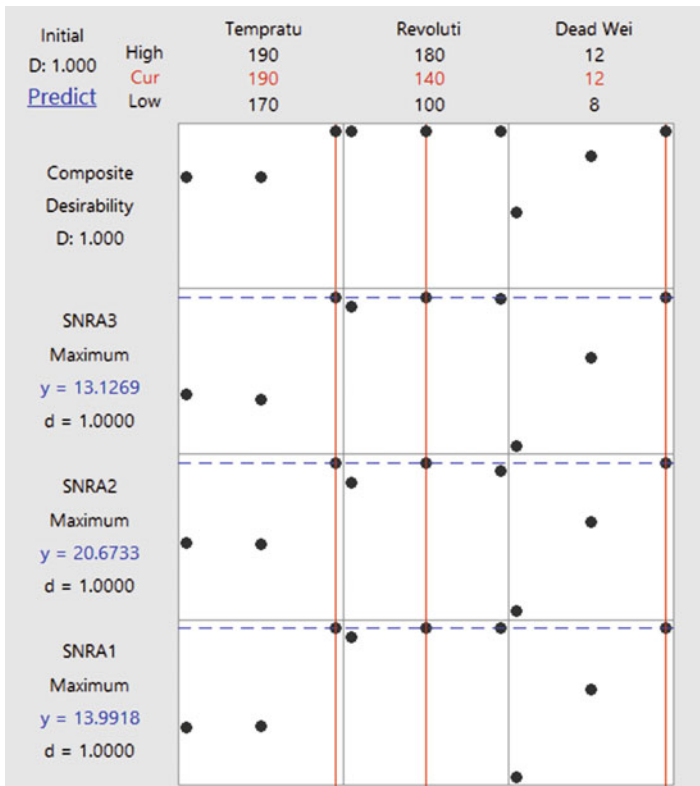 Initial
D: 1.000
Predict
High
Cur
Low
Tempratu
190
190
170
Revoluti
180
140
100
Dead Wei
12
12
8
Composite
Desirability
D: 1.000
SNRA3
Maximum
y = 13.1269
d = 1.0000
SNRA2
Maximum
y = 20.6733
d = 1.0000
SNRA1
Maximum
y = 13.9918
d = 1.0000